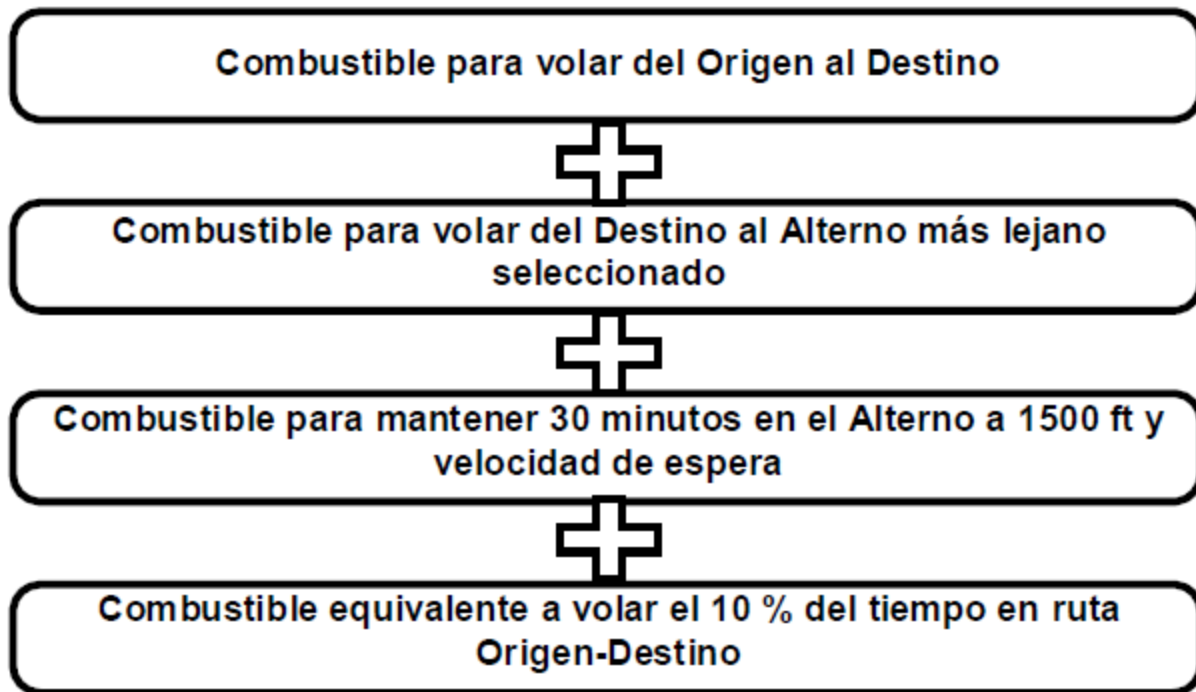 Combustible para volar del Origen al Destino
Combustible para volar del Destino al Alterno más lejano
seleccionado
Combustible para mantener 30 minutos en el Alterno a 1500 ft y
velocidad de espera
Combustible equivalente a volar el 10 % del tiempo en ruta
Origen-Destino